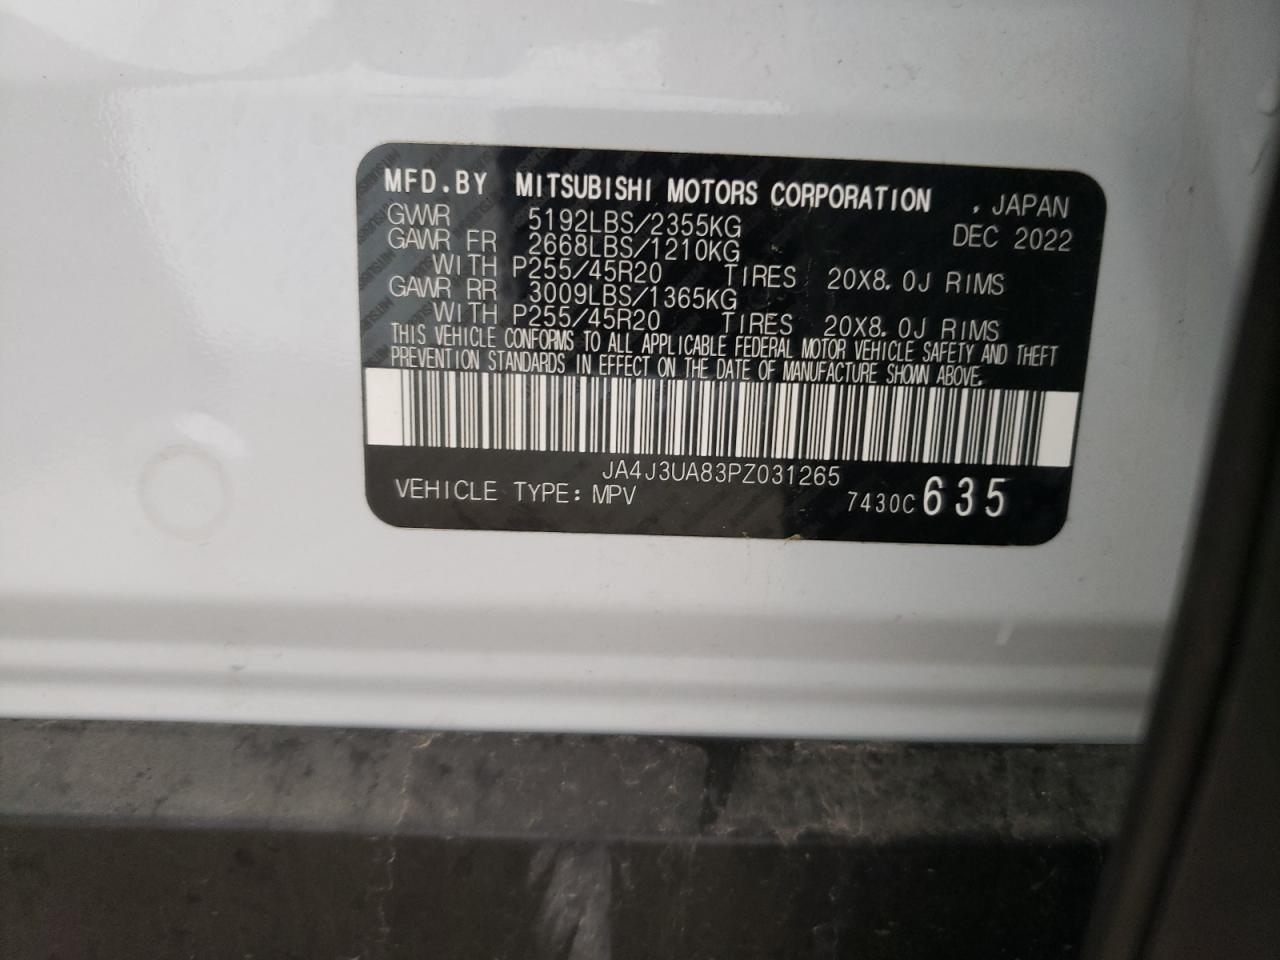 MFD.BY MITSUBISHI MOTORS CORPORATION , JAPAN
GVWR 5192LBS/2355KG DEC 2022
GAWR FR 2668LBS/1210KG
WITH P255/45R20 TIRES 20X8.0J RIMS
GAWR RR 3009LBS/1365KG
WITH P255/45R20 TIRES 20X8.0J RIMS
THIS VEHICLE CONFORMS TO ALL APPLICABLE FEDERAL MOTOR VEHICLE SAFETY AND THEFT
PREVENTION STANDARDS IN EFFECT ON THE DATE OF MANUFACTURE SHOWN ABOVE.
JA4J3UA83PZ031265
VEHICLE TYPE: MPV 7430C 635